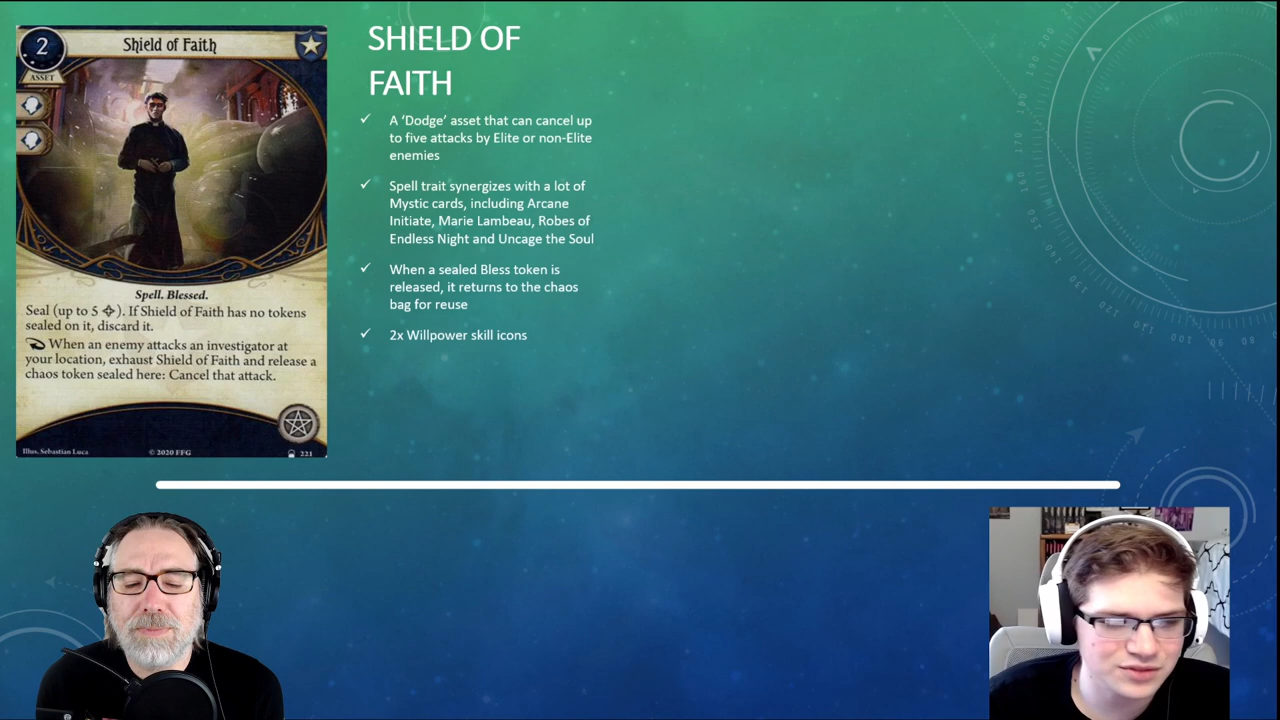 2
Shield of Faith
ASSET
Spell. Blessed.
Seal (up to 5 ). If Shield of Faith has no tokens
sealed on it, discard it.
When an enemy attacks an investigator at
your location, exhaust Shield of Faith and release a
chaos token sealed here: Cancel that attack.
Illus. Sebastian Luca
© 2020 FFG
221
SHIELD OF
FAITH
✓ A ‘Dodge’ asset that can cancel up
to five attacks by Elite or non-Elite
enemies
✓ Spell trait synergizes with a lot of
Mystic cards, including Arcane
Initiate, Marie Lambeau, Robes of
Endless Night and Uncage the Soul
✓ When a sealed Bless token is
released, it returns to the chaos
bag for reuse
✓ 2x Willpower skill icons